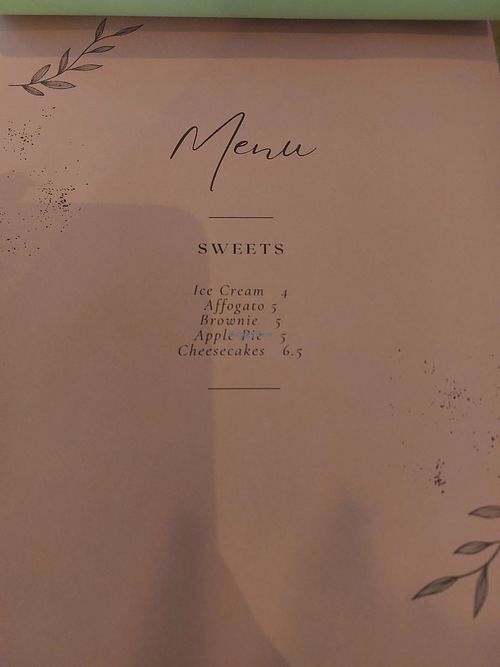 Menu
SWEETS
Ice Cream 4
Affogato 5
Brownie 5
Apple Pie 5
Cheesecakes 6.5